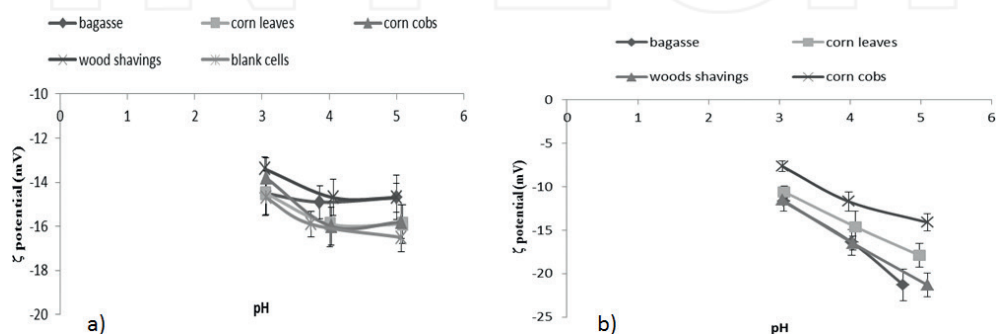 bagasse corn leaves corn cobs
wood shavings blank cells
-10
0 1 2 3 4 5 6
-12
-14
-16
-18
-20
ζ potential (mV)
pH
a)
bagasse corn leaves
woods shavings corn cobs
0
0 1 2 3 4 5 6
-5
-10
-15
-20
-25
ζ potential (mV)
pH
b)